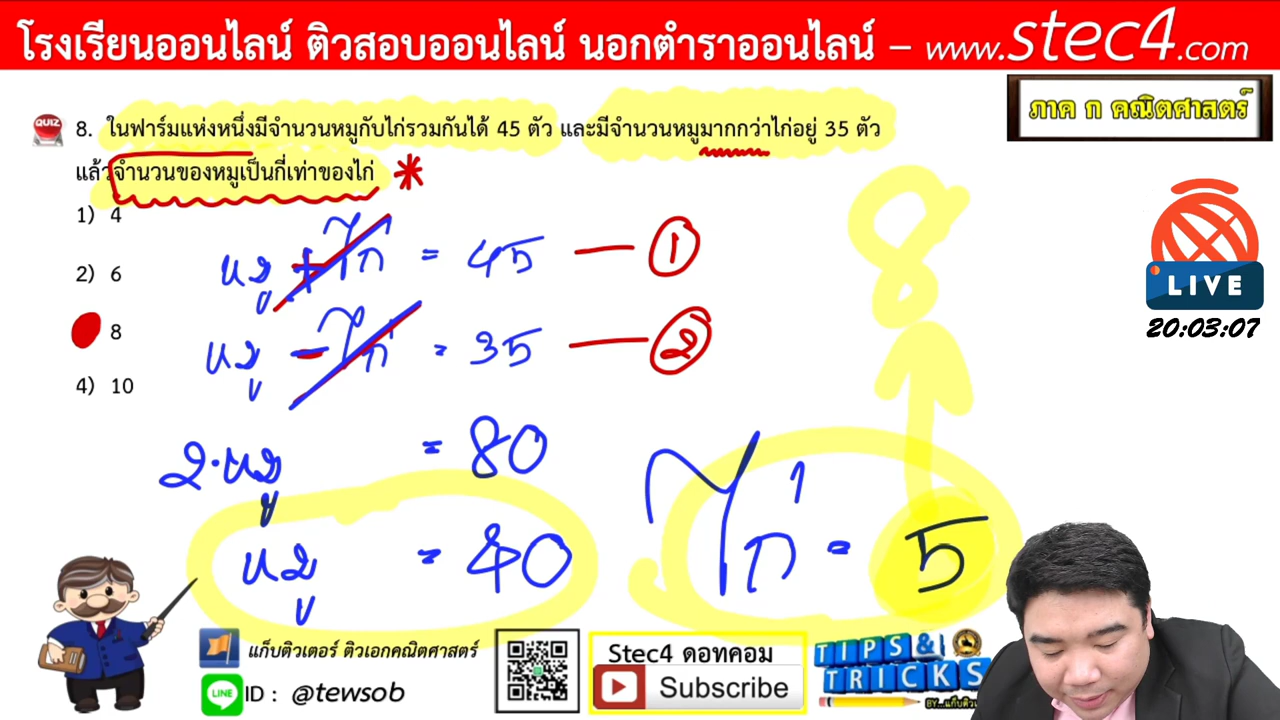 โรงเรียนออนไลน์ ติวสอบออนไลน์ นอกตำราออนไลน์ – www.stec4.com
ภาค ก คณิตศาสตร์
QUIZ
8. ในฟาร์มแห่งหนึ่งมีจำนวนหมูกับไก่รวมกันได้ 45 ตัว และมีจำนวนหมูมากกว่าไก่อยู่ 35 ตัว
แล้วจำนวนของหมูเป็นกี่เท่าของไก่ *
1) 4
2) 6
8
4) 10
หมู + ไก่ = 45 — 1
หมู - ไก่ = 35 — 2
2·หมู = 80
หมู = 40
ไก่ = 5
8
LIVE
20:03:07
แก็บติวเตอร์ ติวเอกคณิตศาสตร์
LINE ID : @tewsob
Stec4 ดอทคอม
Subscribe
TIPS &
TRICKS